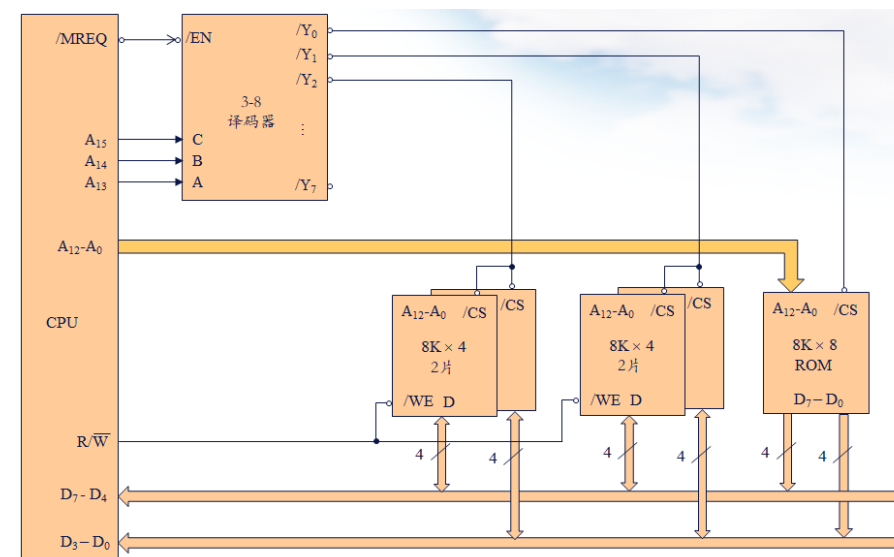 /MREQ
/EN
/Y₀
/Y₁
/Y₂
3-8
译码器
⋮
A₁₅
C
A₁₄
B
A₁₃
A
/Y₇
A₁₂-A₀
CPU
A₁₂-A₀ /CS
/CS
8K × 4
2片
/WE D
A₁₂-A₀ /CS
/CS
8K × 4
2片
/WE D
A₁₂-A₀ /CS
8K × 8
ROM
D₇-D₀
R/W̅
4
4
4
4
4
4
D₇-D₄
D₃-D₀